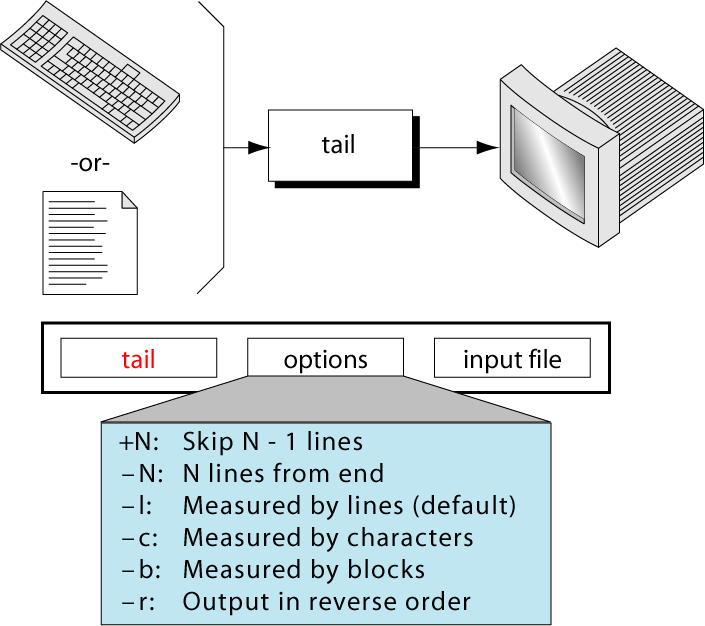 -or-
tail
tail
options
input file
+N: Skip N - 1 lines
–N: N lines from end
–l: Measured by lines (default)
–c: Measured by characters
–b: Measured by blocks
–r: Output in reverse order